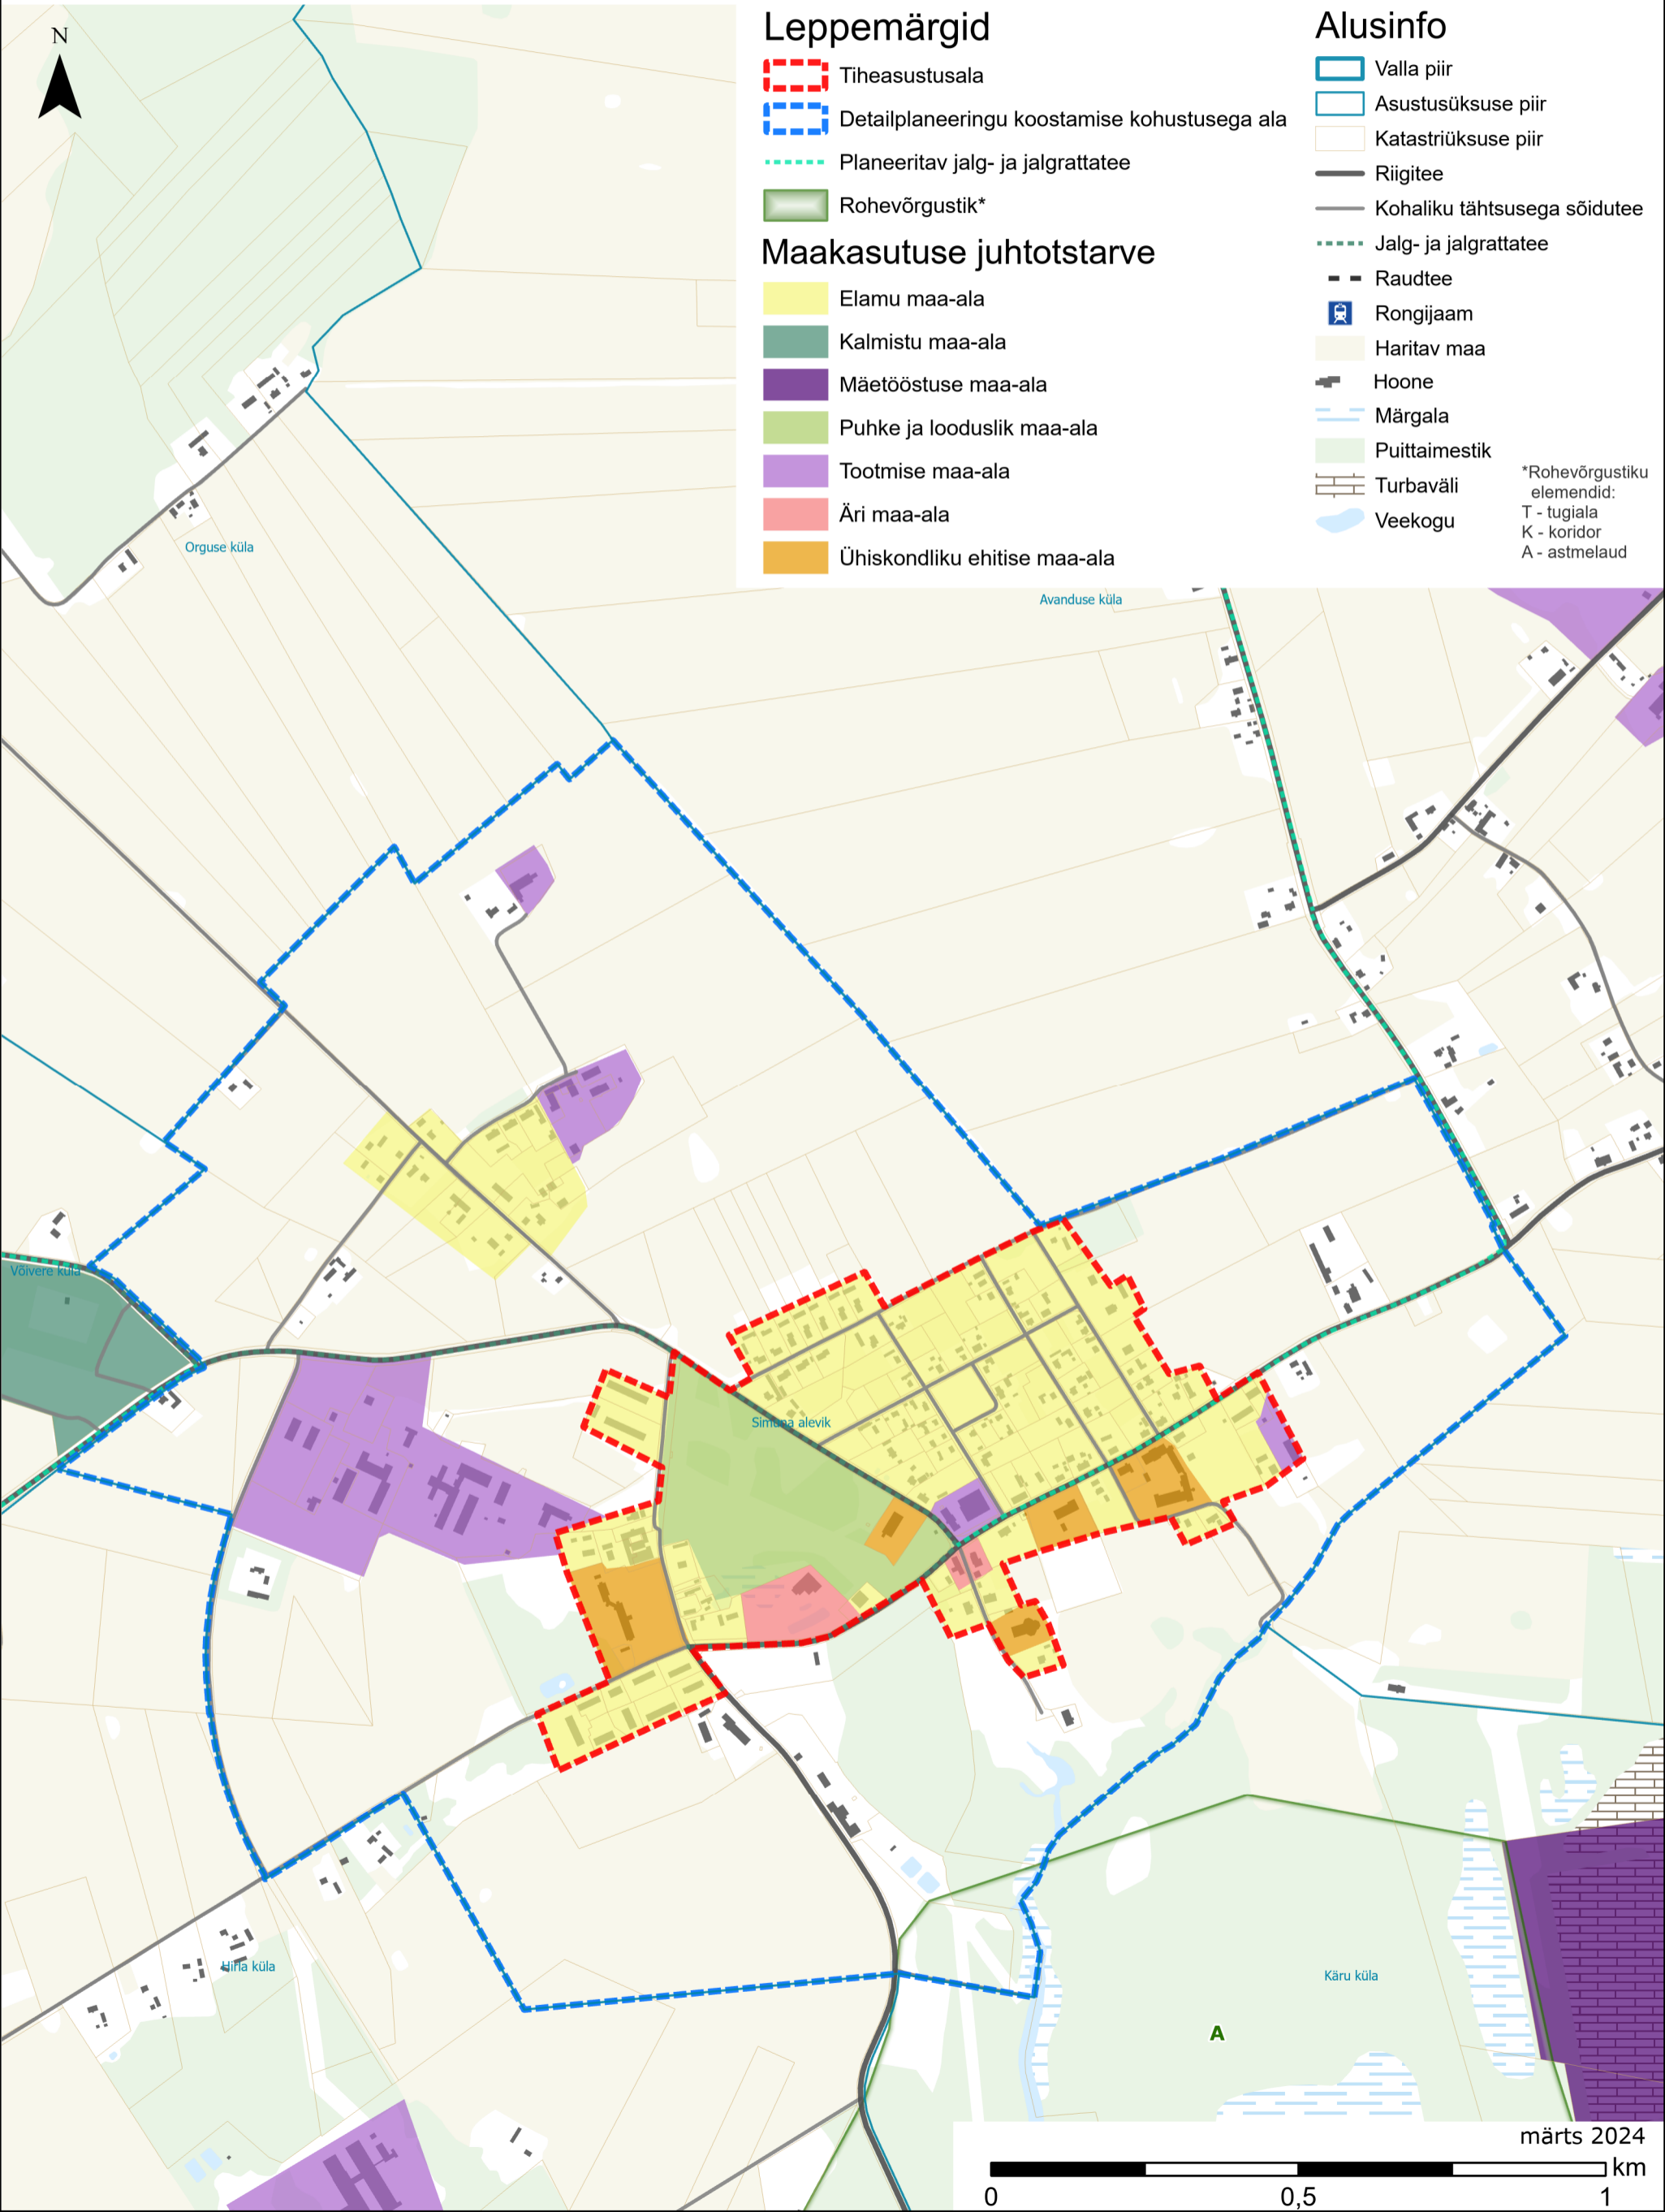 N
Leppemärgid
Tiheasustusala
Detailplaneeringu koostamise kohustusega ala
Planeeritav jalg- ja jalgrattatee
Rohevõrgustik*
Maakasutuse juhtotstarve
Elamu maa-ala
Kalmistu maa-ala
Mäetööstuse maa-ala
Puhke ja looduslik maa-ala
Tootmise maa-ala
Äri maa-ala
Ühiskondliku ehitise maa-ala
Alusinfo
Valla piir
Asustusüksuse piir
Katastriüksuse piir
Riigitee
Kohaliku tähtsusega sõidutee
Jalg- ja jalgrattatee
Raudtee
Rongijaam
Haritav maa
Hoone
Märgala
Puittaimestik
Turbaväli
Veekogu
*Rohevõrgustiku
elemendid:
T - tugiala
K - koridor
A - astmelaud
Orguse küla
Avanduse küla
Võivere küla
Simuna alevik
Hirla küla
Käru küla
A
märts 2024
km
0 0,5 1